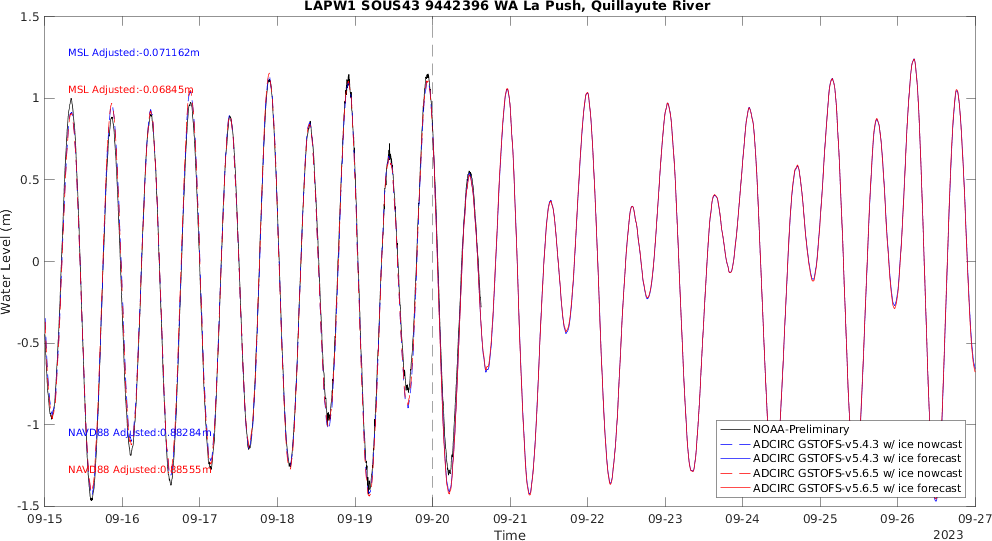 LAPW1 SOUS43 9442396 WA La Push, Quillayute River
1.5
1
0.5
0
-0.5
-1
-1.5
Water Level (m)
MSL Adjusted:-0.071162m
MSL Adjusted:-0.06845m
NAVD88 Adjusted:0.88284m
NAVD88 Adjusted:0.88555m
NOAA-Preliminary
ADCIRC GSTOFS-v5.4.3 w/ ice nowcast
ADCIRC GSTOFS-v5.4.3 w/ ice forecast
ADCIRC GSTOFS-v5.6.5 w/ ice nowcast
ADCIRC GSTOFS-v5.6.5 w/ ice forecast
09-15 09-16 09-17 09-18 09-19 09-20 09-21 09-22 09-23 09-24 09-25 09-26 09-27
Time
2023